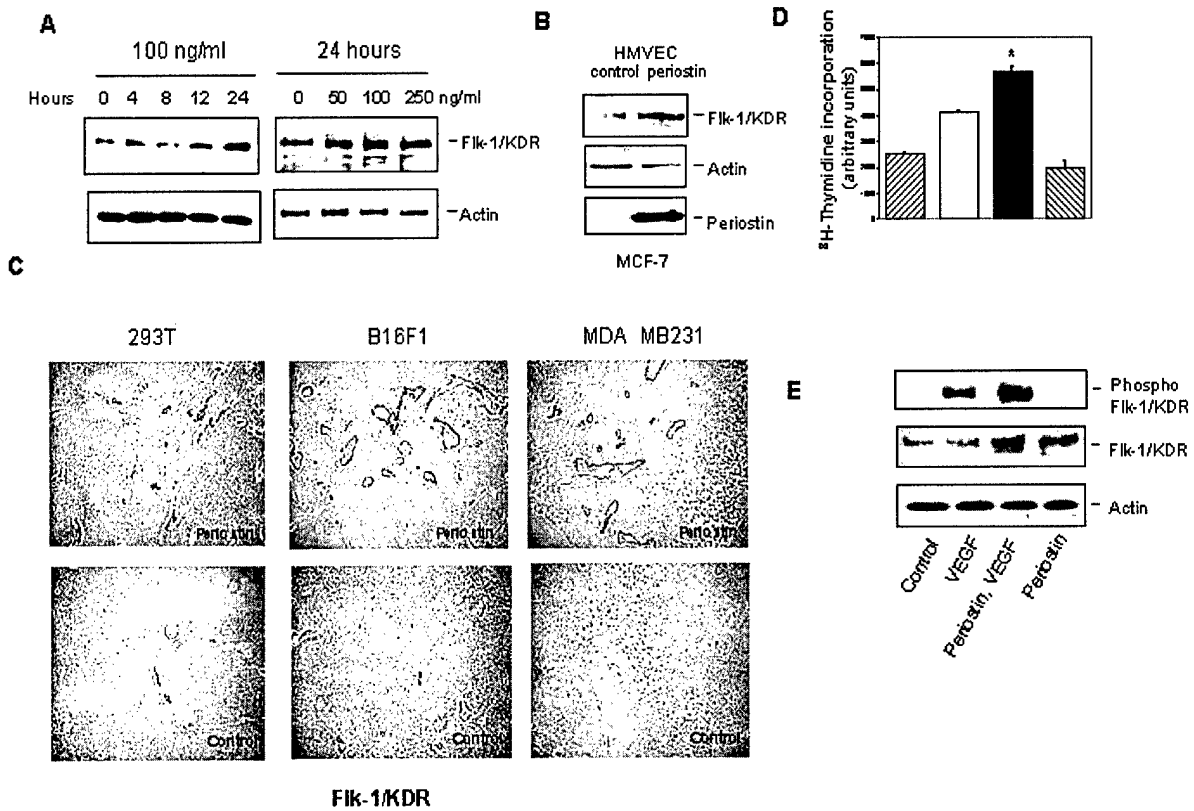 A
100 ng/ml
24 hours
Hours 0 4 8 12 24
0 50 100 250 ng/ml
Flk-1/KDR
Actin
B
HMVEC
control periostin
Flk-1/KDR
Actin
Periostin
MCF-7
D
H-Thymidine incorporation
(arbitrary units)
C
293T
B16F1
MDA MB231
Periostin
Periostin
Periostin
Control
Control
Control
Flk-1/KDR
E
Phospho
Flk-1/KDR
Flk-1/KDR
Actin
Control
VEGF
Periostin, VEGF
Periostin
*